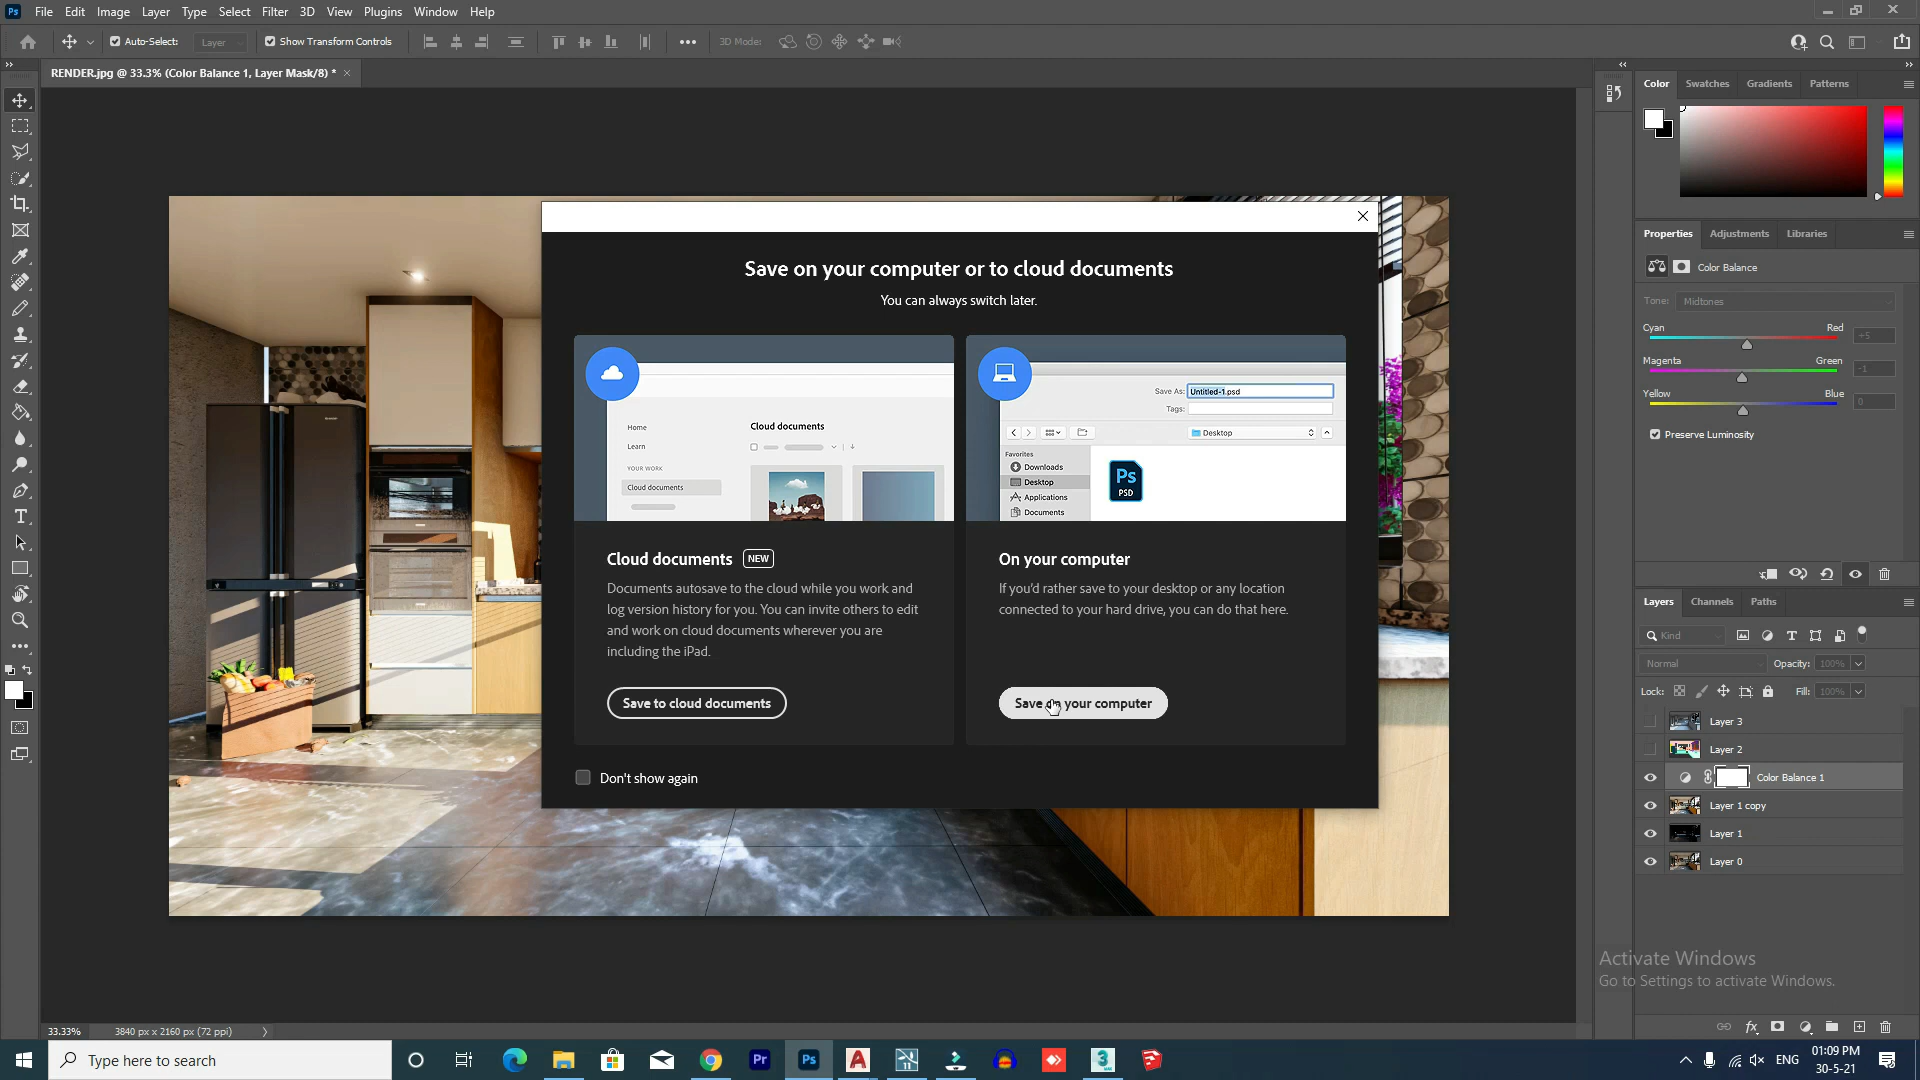 Ps File Edit Image Layer Type Select Filter 3D View Plugins Window Help
Auto-Select: Layer Show Transform Controls 3D Mode:
RENDER.jpg @ 33.3% (Color Balance 1, Layer Mask/8) *
Color Swatches Gradients Patterns
Properties Adjustments Libraries
Color Balance
Tone: Midtones
Cyan Red +5
Magenta Green -1
Yellow Blue 0
Preserve Luminosity
Layers Channels Paths
Kind
Normal Opacity: 100%
Lock: Fill: 100%
Layer 3
Layer 2
Color Balance 1
Layer 1 copy
Layer 1
Layer 0
Save on your computer or to cloud documents
You can always switch later.
Home
Learn
YOUR WORK
Cloud documents
Cloud documents
Save As: Untitled-1.psd
Tags:
Desktop
Favorites
Downloads
Desktop
Applications
Documents
Ps
PSD
Cloud documents NEW
Documents autosave to the cloud while you work and
log version history for you. You can invite others to edit
and work on cloud documents wherever you are
including the iPad.
Save to cloud documents
On your computer
If you'd rather save to your desktop or any location
connected to your hard drive, you can do that here.
Save on your computer
Don't show again
Activate Windows
Go to Settings to activate Windows.
33.33% 3840 px x 2160 px (72 ppi)
Type here to search
Pr Ps A 3
ENG
01:09 PM
30-5-21